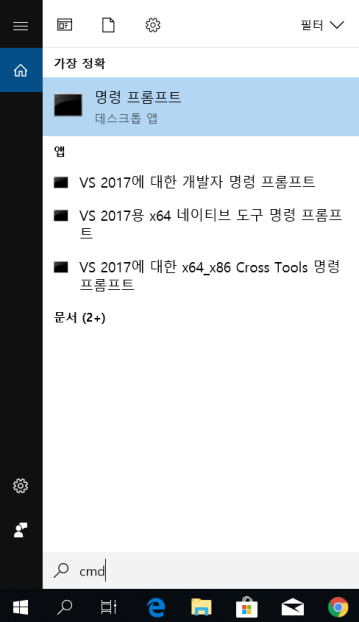 필터
가장 정확
명령 프롬프트
데스크톱 앱
앱
VS 2017에 대한 개발자 명령 프롬프트
VS 2017용 x64 네이티브 도구 명령 프롬프
트
VS 2017에 대한 x64_x86 Cross Tools 명령
프롬프트
문서 (2+)
cmd